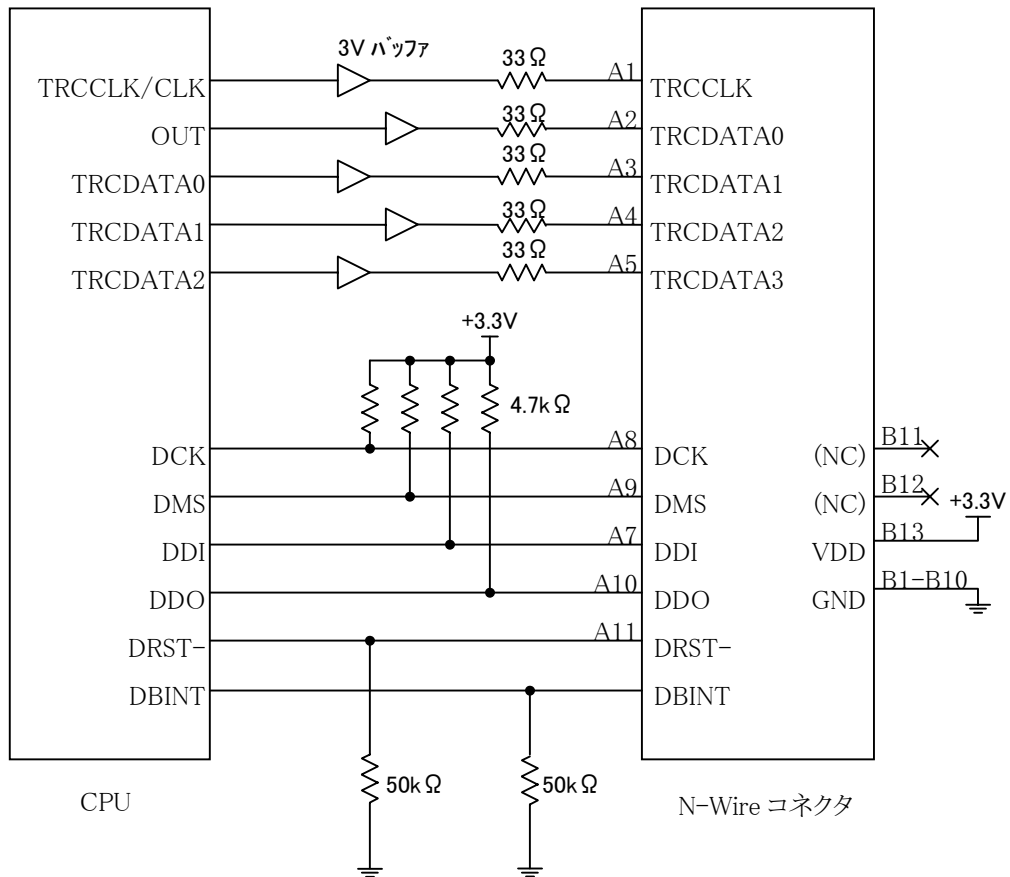 3V バッファ
33Ω
TRCCLK/CLK
A1
TRCCLK
33Ω
OUT
A2
TRCDATA0
33Ω
TRCDATA0
A3
TRCDATA1
33Ω
TRCDATA1
A4
TRCDATA2
33Ω
TRCDATA2
A5
TRCDATA3
+3.3V
4.7kΩ
DCK
A8
DCK
(NC)
B11
DMS
A9
DMS
(NC)
B12
+3.3V
DDI
A7
DDI
VDD
B13
DDO
A10
DDO
GND
B1-B10
DRST-
A11
DRST-
DBINT
DBINT
50kΩ
50kΩ
CPU
N-Wire コネクタ